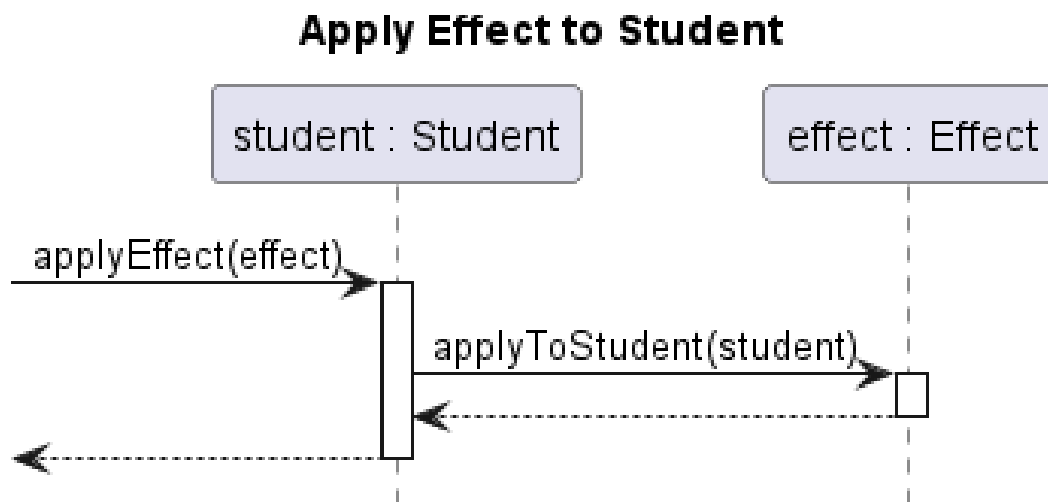 Apply Effect to Student
student : Student
effect : Effect
applyEffect(effect)
applyToStudent(student)